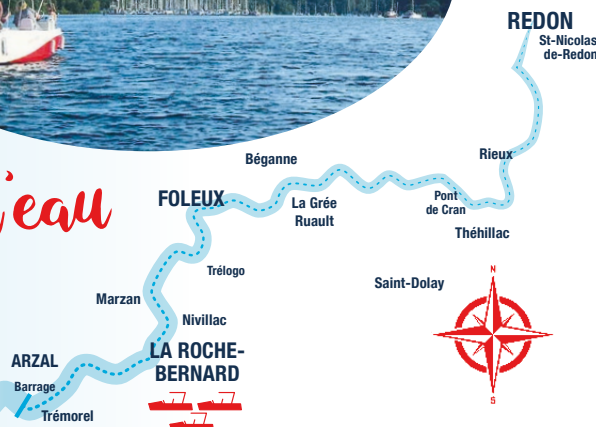 REDON
St-Nicolas
de-Redon
Béganne
Rieux
'eau
FOLEUX
La Grée
Ruault
Pont
de Cran
Théhillac
Trélogo
Saint-Dolay
N
Marzan
Nivillac
ARZAL
LA ROCHE-
BERNARD
Barrage
Trémorel
S